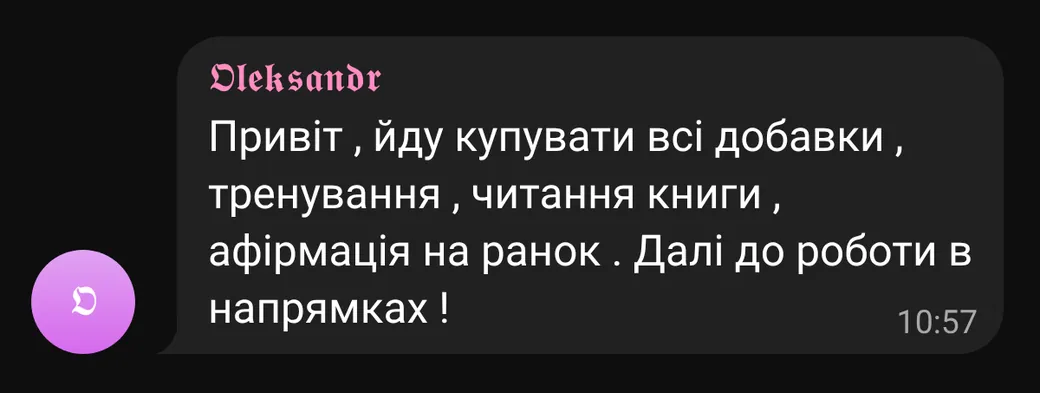 𝕺𝖑𝖊𝖐𝖘𝖆𝖓𝖉𝖗
Привіт , йду купувати всі добавки ,
тренування , читання книги ,
афірмація на ранок . Далі до роботи в
напрямках !
10:57
𝕺